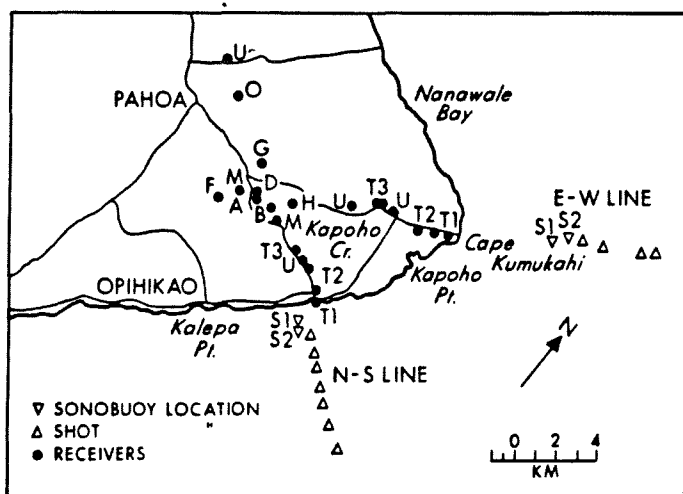 U
O
PAHOA
Nanawale
Bay
G
M
D
F
A
B
H
U
T3
U
T2
T1
M
Kapoho
Cr.
E-W LINE
S1
S2
Cape
Kumukahi
Kapoho
Pt.
T3
U
T2
OPIHIKAO
T1
Kalepa
Pt.
S1
S2
N-S LINE
N
▽ SONOBUOY LOCATION
△ SHOT "
● RECEIVERS
0 2 4
KM